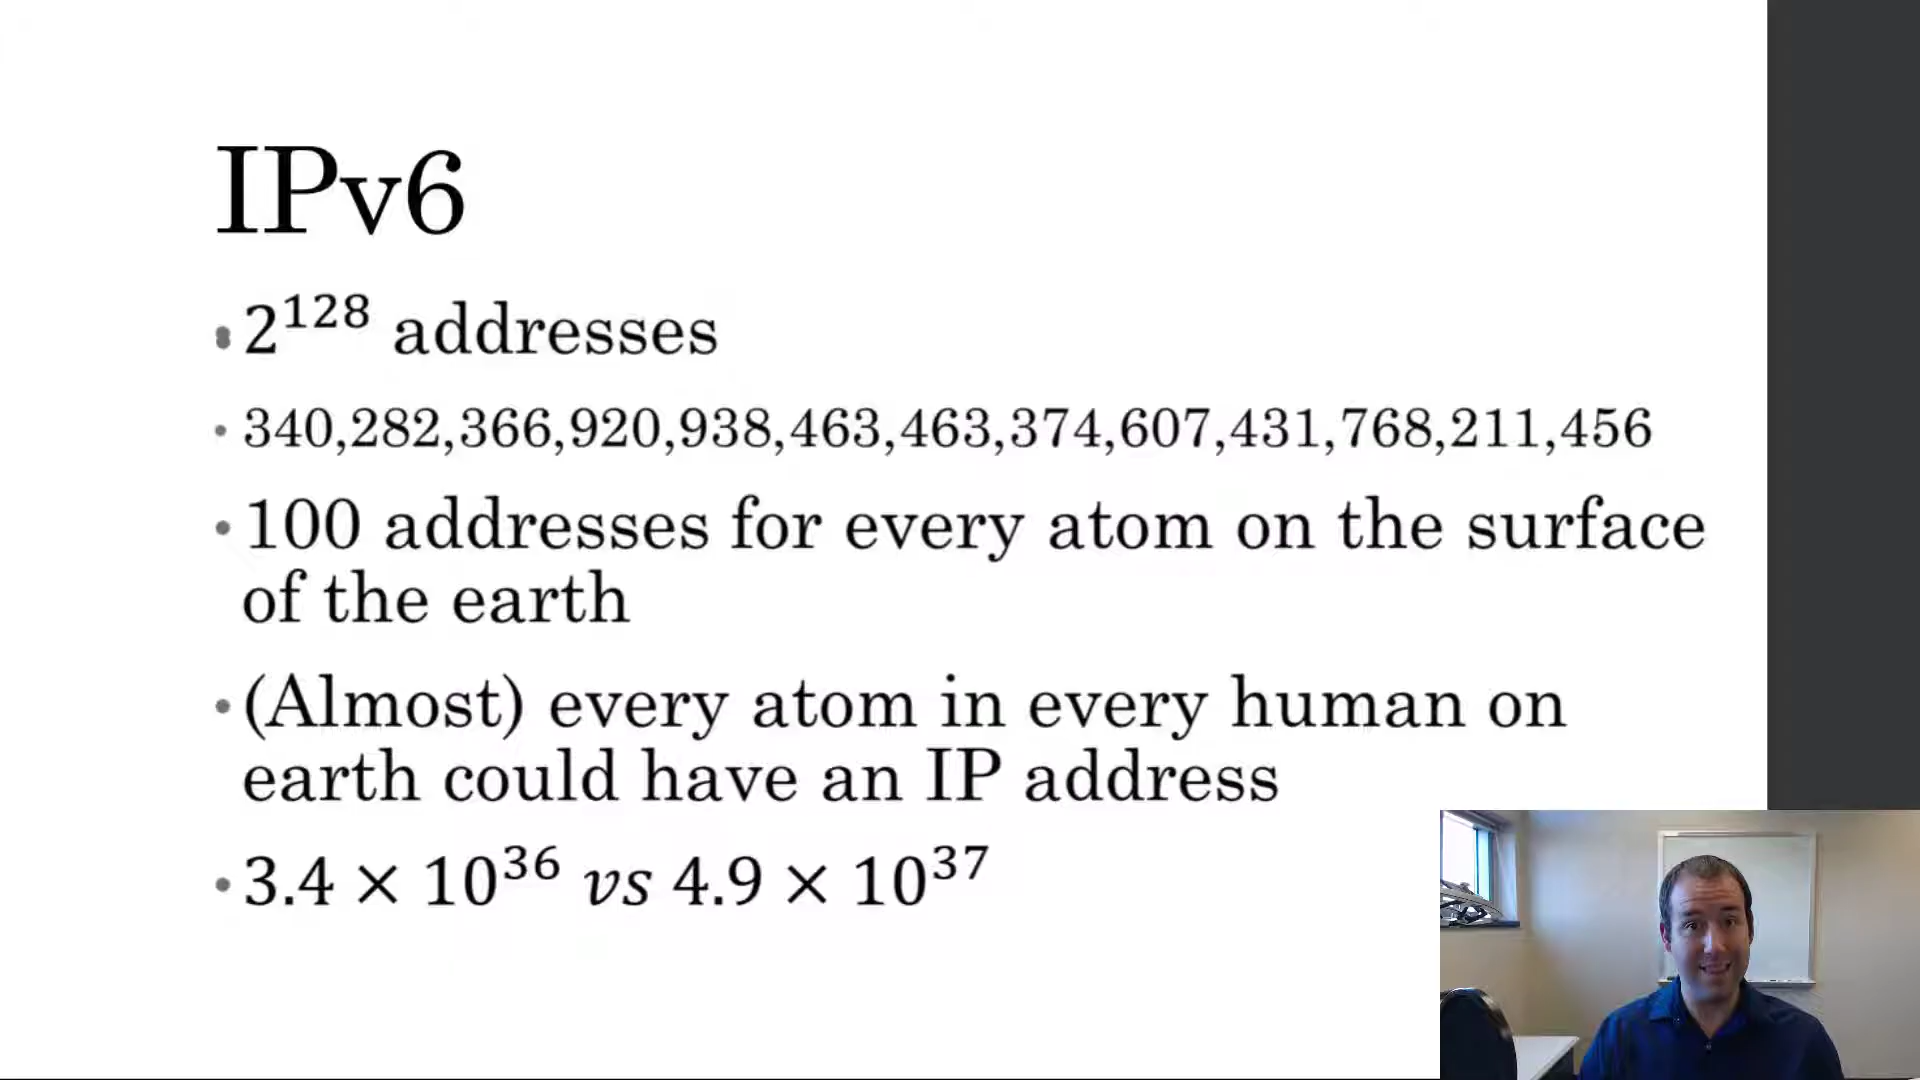 IPv6
• 2¹²⁸ addresses
• 340,282,366,920,938,463,463,374,607,431,768,211,456
• 100 addresses for every atom on the surface
of the earth
• (Almost) every atom in every human on
earth could have an IP address
• 3.4 × 10³⁶ vs 4.9 × 10³⁷